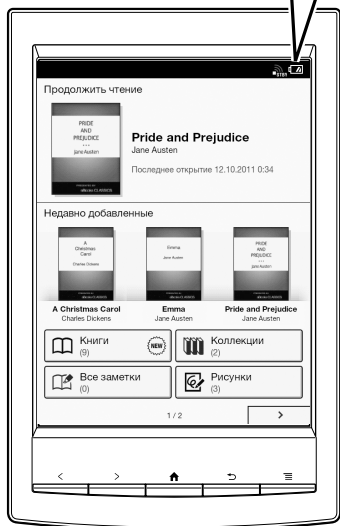 STBY
Продолжить чтение
PRIDE
AND
PREJUDICE
Jane Austen
Pride and Prejudice
Jane Austen
Последнее открытие 12.10.2011 0:34
Недавно добавленные
A
Christmas
Carol
Charles Dickens
Emma
Jane Austen
PRIDE
AND
PREJUDICE
Jane Austen
A Christmas Carol
Charles Dickens
Emma
Jane Austen
Pride and Prejudice
Jane Austen
Книги
(9)
NEW
Коллекции
(2)
Все заметки
(0)
Рисунки
(3)
1 / 2